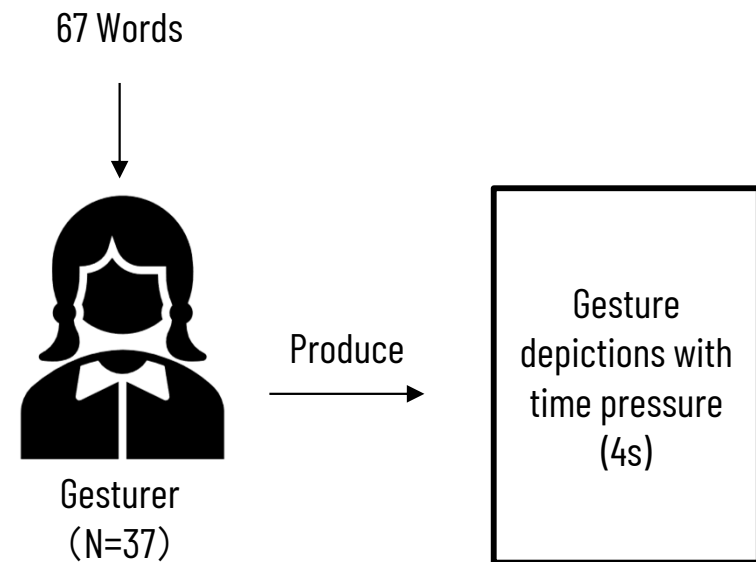 67 Words
Produce
Gesturer
（N=37）
Gesture
depictions with
time pressure
(4s)